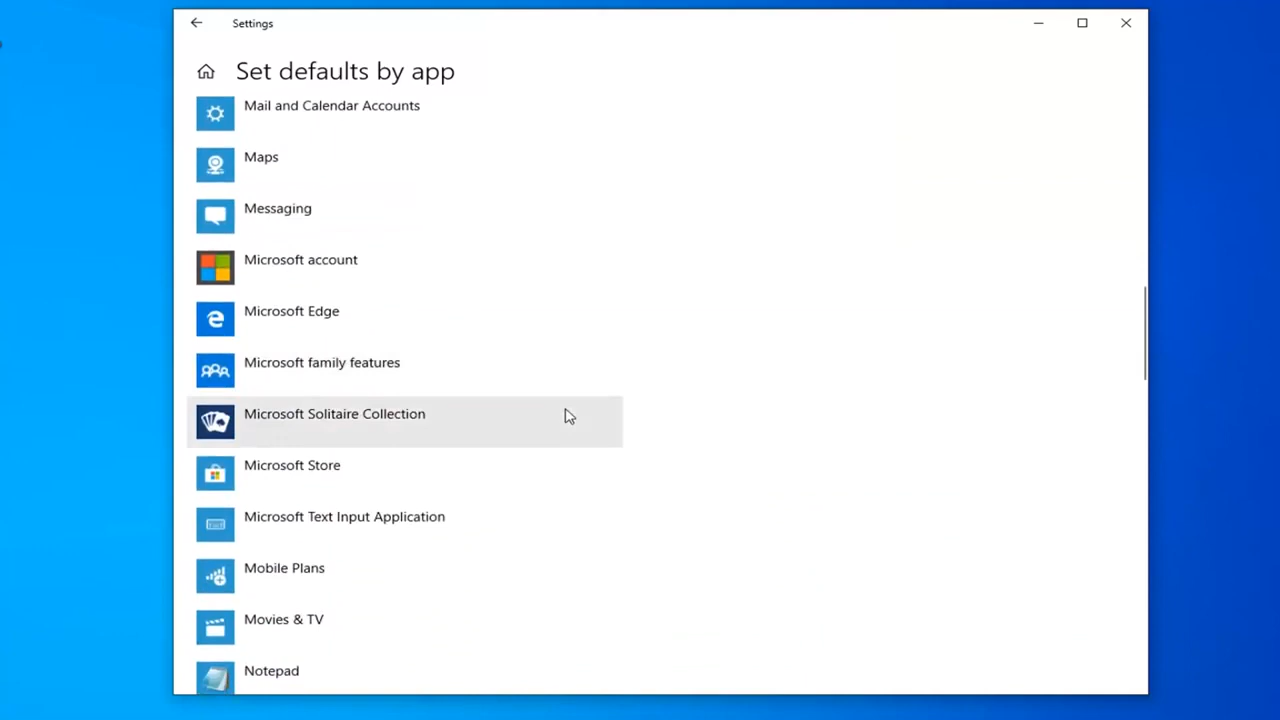 Settings
Set defaults by app
Mail and Calendar Accounts
Maps
Messaging
Microsoft account
Microsoft Edge
Microsoft family features
Microsoft Solitaire Collection
Microsoft Store
Microsoft Text Input Application
Mobile Plans
Movies & TV
Notepad